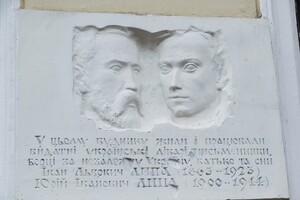 У цьому будинку жили і працювали
видатні українські лікарі, письменники,
борці за незалежну Україну, батько та син
Іван Львович ЛИПА (1865-1923)
Юрій Іванович ЛИПА (1900-1944)